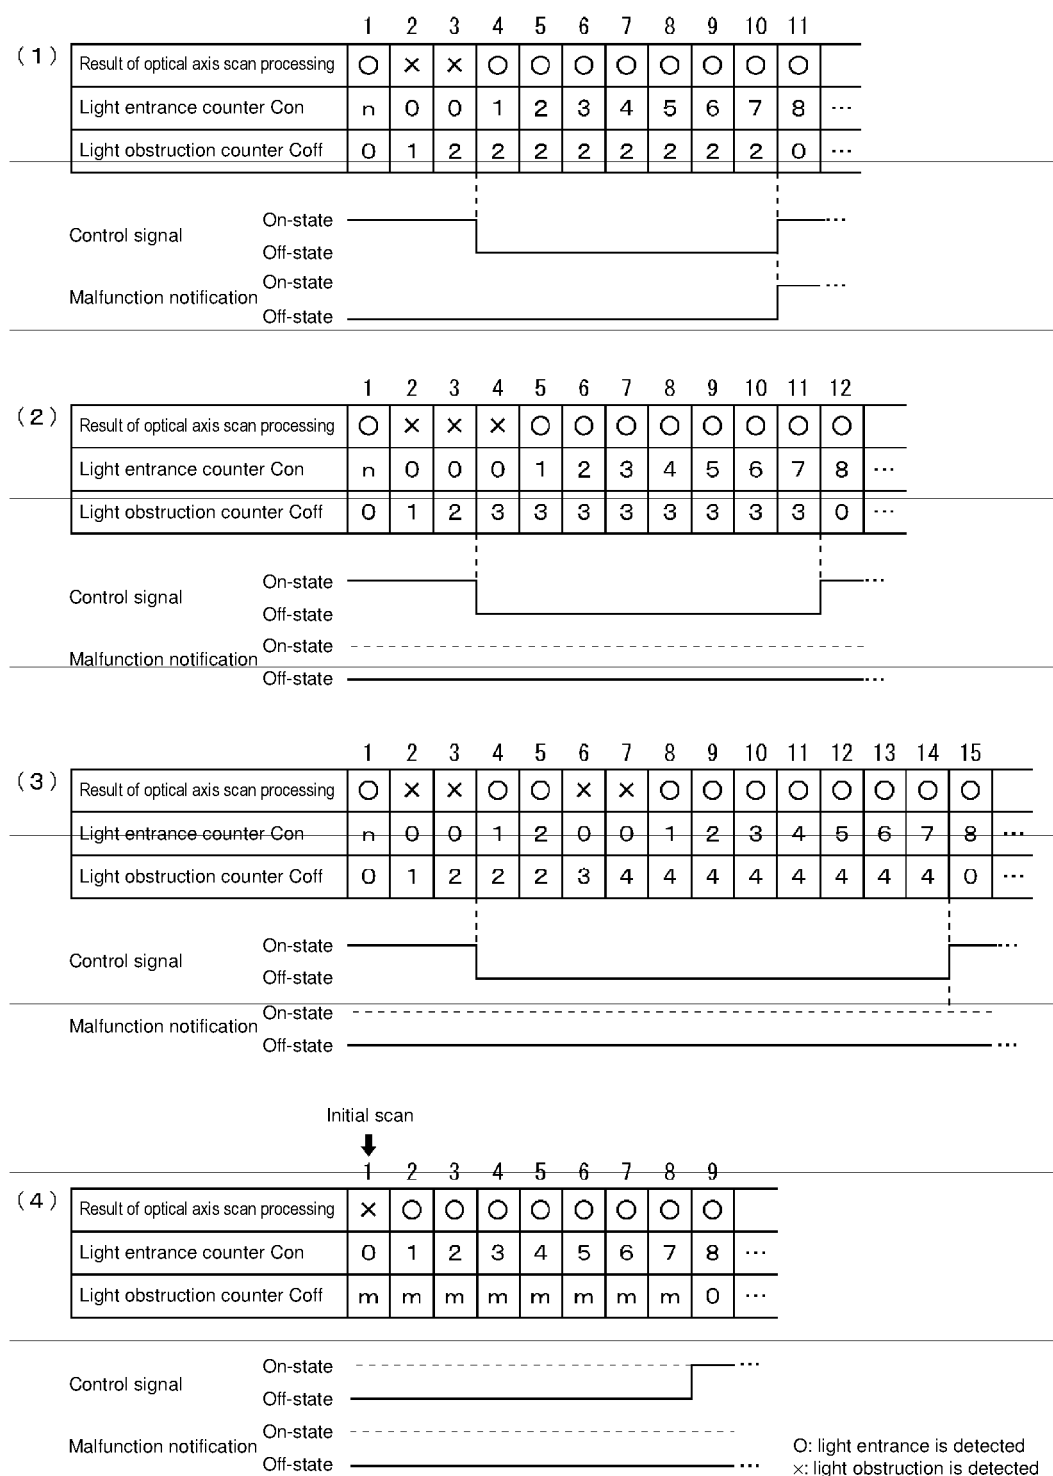 1 2 3 4 5 6 7 8 9 10 11
(1)
Result of optical axis scan processing O × × O O O O O O O O
Light entrance counter Con n 0 0 1 2 3 4 5 6 7 8 ...
Light obstruction counter Coff 0 1 2 2 2 2 2 2 2 2 0 ...
Control signal
On-state ...
Off-state
Malfunction notification
On-state ...
Off-state
1 2 3 4 5 6 7 8 9 10 11 12
(2)
Result of optical axis scan processing O × × × O O O O O O O O
Light entrance counter Con n 0 0 0 1 2 3 4 5 6 7 8 ...
Light obstruction counter Coff 0 1 2 3 3 3 3 3 3 3 3 0 ...
Control signal
On-state ...
Off-state
Malfunction notification
On-state
Off-state ...
1 2 3 4 5 6 7 8 9 10 11 12 13 14 15
(3)
Result of optical axis scan processing O × × O O × × O O O O O O O O
Light entrance counter Con n 0 0 1 2 0 0 1 2 3 4 5 6 7 8 ...
Light obstruction counter Coff 0 1 2 2 2 3 4 4 4 4 4 4 4 4 0 ...
Control signal
On-state ...
Off-state
Malfunction notification
On-state
Off-state ...
Initial scan
1 2 3 4 5 6 7 8 9
(4)
Result of optical axis scan processing × O O O O O O O O
Light entrance counter Con 0 1 2 3 4 5 6 7 8 ...
Light obstruction counter Coff m m m m m m m m 0 ...
Control signal
On-state ...
Off-state
Malfunction notification
On-state
Off-state ...
O: light entrance is detected
×: light obstruction is detected